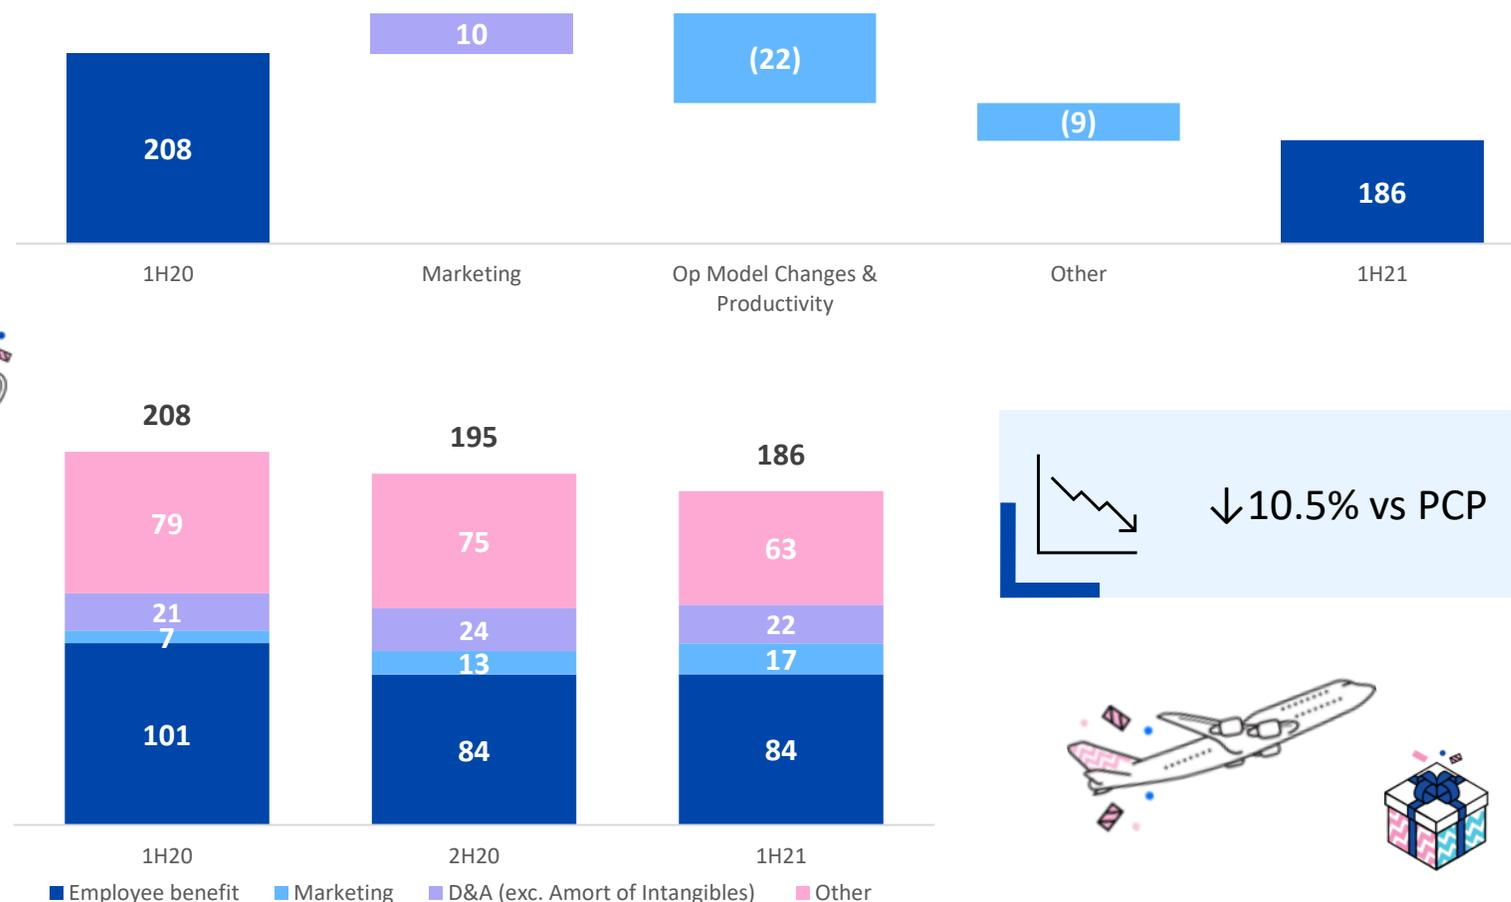 10
(22)
208
(9)
186
1H20
Marketing
Op Model Changes &
Productivity
Other
1H21
208
195
186
79
75
63
21
24
22
7
13
17
101
84
84
1H20
2H20
1H21
Employee benefit
Marketing
D&A (exc. Amort of Intangibles)
Other
↓10.5% vs PCP